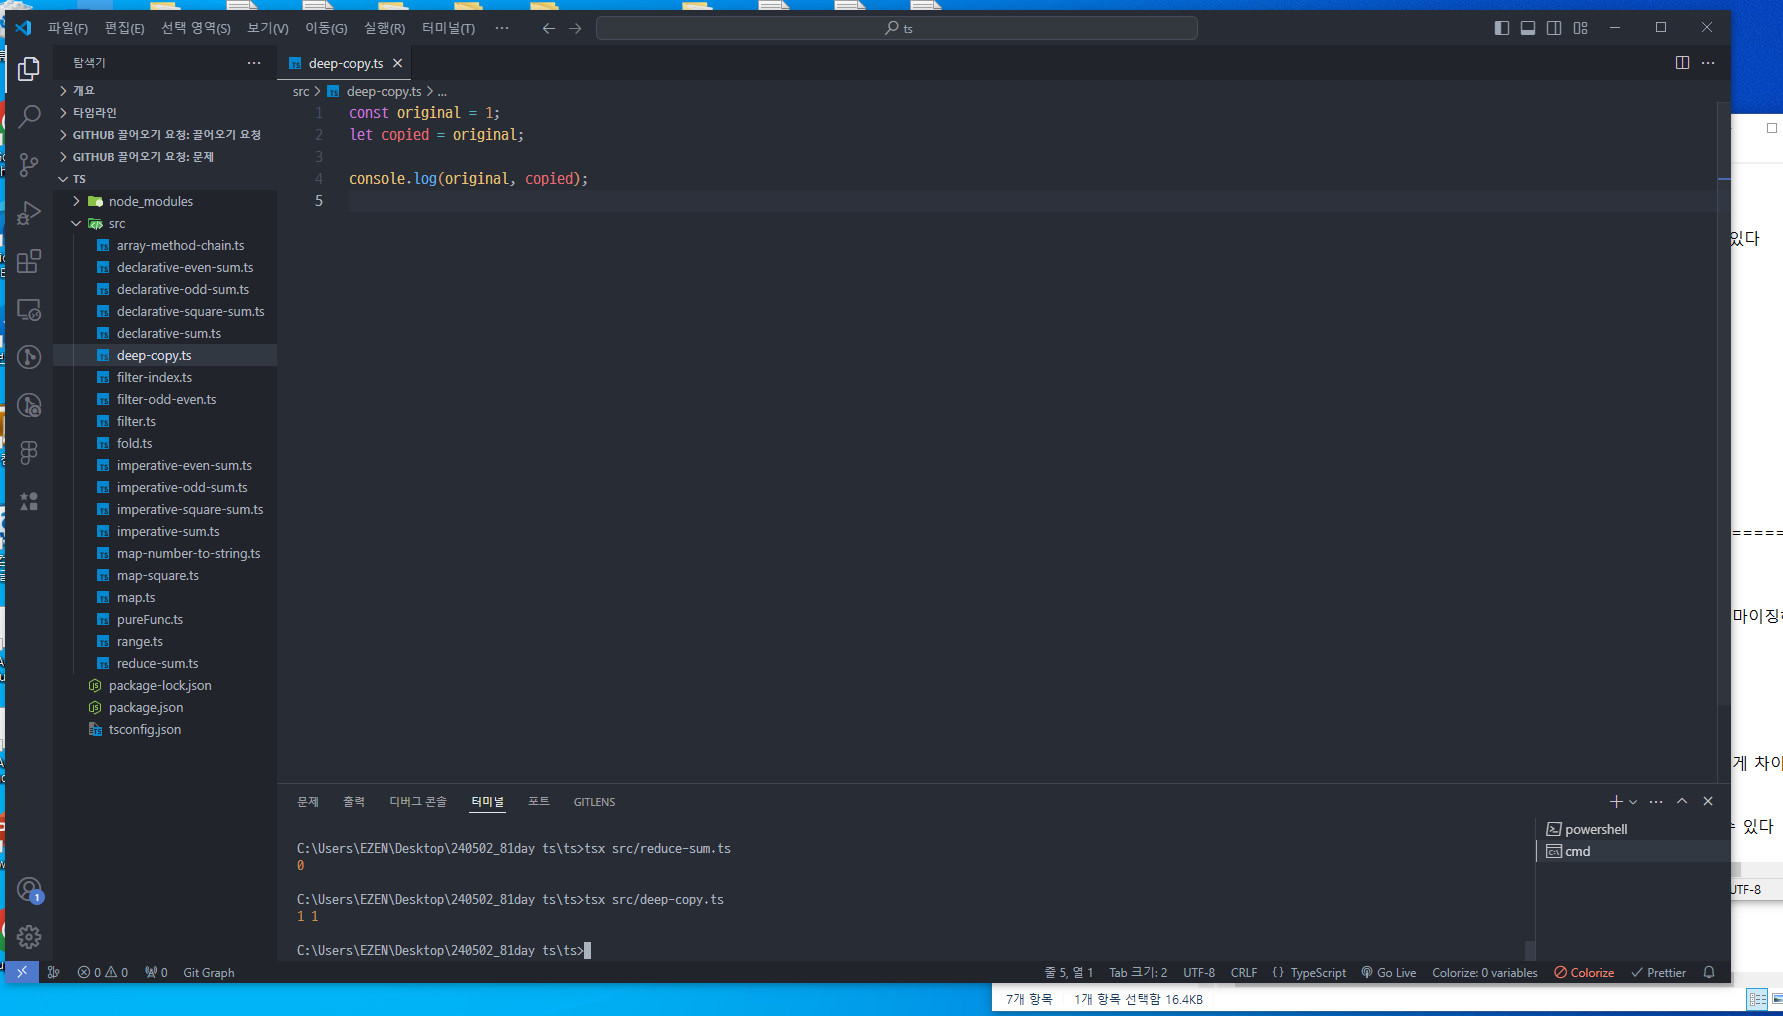 파일(F) 편집(E) 선택 영역(S) 보기(V) 이동(G) 실행(R) 터미널(T) ··· ts
탐색기
개요
타임라인
GITHUB 끌어오기 요청: 끌어오기 요청
GITHUB 끌어오기 요청: 문제
TS
node_modules
src
array-method-chain.ts
declarative-even-sum.ts
declarative-odd-sum.ts
declarative-square-sum.ts
declarative-sum.ts
deep-copy.ts
filter-index.ts
filter-odd-even.ts
filter.ts
fold.ts
imperative-even-sum.ts
imperative-odd-sum.ts
imperative-square-sum.ts
imperative-sum.ts
map-number-to-string.ts
map-square.ts
map.ts
pureFunc.ts
range.ts
reduce-sum.ts
package-lock.json
package.json
tsconfig.json
deep-copy.ts
src > deep-copy.ts > ...
1 const original = 1;
2 let copied = original;
3
4 console.log(original, copied);
5
문제 출력 디버그 콘솔 터미널 포트 GITLENS
C:\Users\EZEN\Desktop\240502_81day ts\ts>tsx src/reduce-sum.ts
0
C:\Users\EZEN\Desktop\240502_81day ts\ts>tsx src/deep-copy.ts
1 1
C:\Users\EZEN\Desktop\240502_81day ts\ts>
powershell
cmd
1
0 0 0 Git Graph 줄 5, 열 1 Tab 크기: 2 UTF-8 CRLF {} TypeScript Go Live Colorize: 0 variables Colorize Prettier
있다
=====
마이징
게 차이
있다
UTF-8
7개 항목 1개 항목 선택함 16.4KB